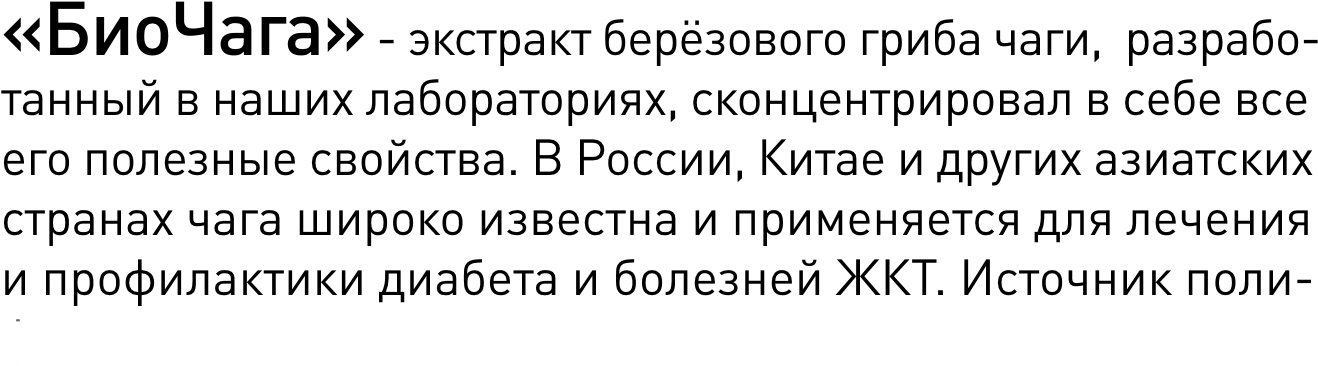 «БиоЧага» - экстракт берёзового гриба чаги, разрабо-
танный в наших лабораториях, сконцентрировал в себе все
его полезные свойства. В России, Китае и других азиатских
странах чага широко известна и применяется для лечения
и профилактики диабета и болезней ЖКТ. Источник поли-